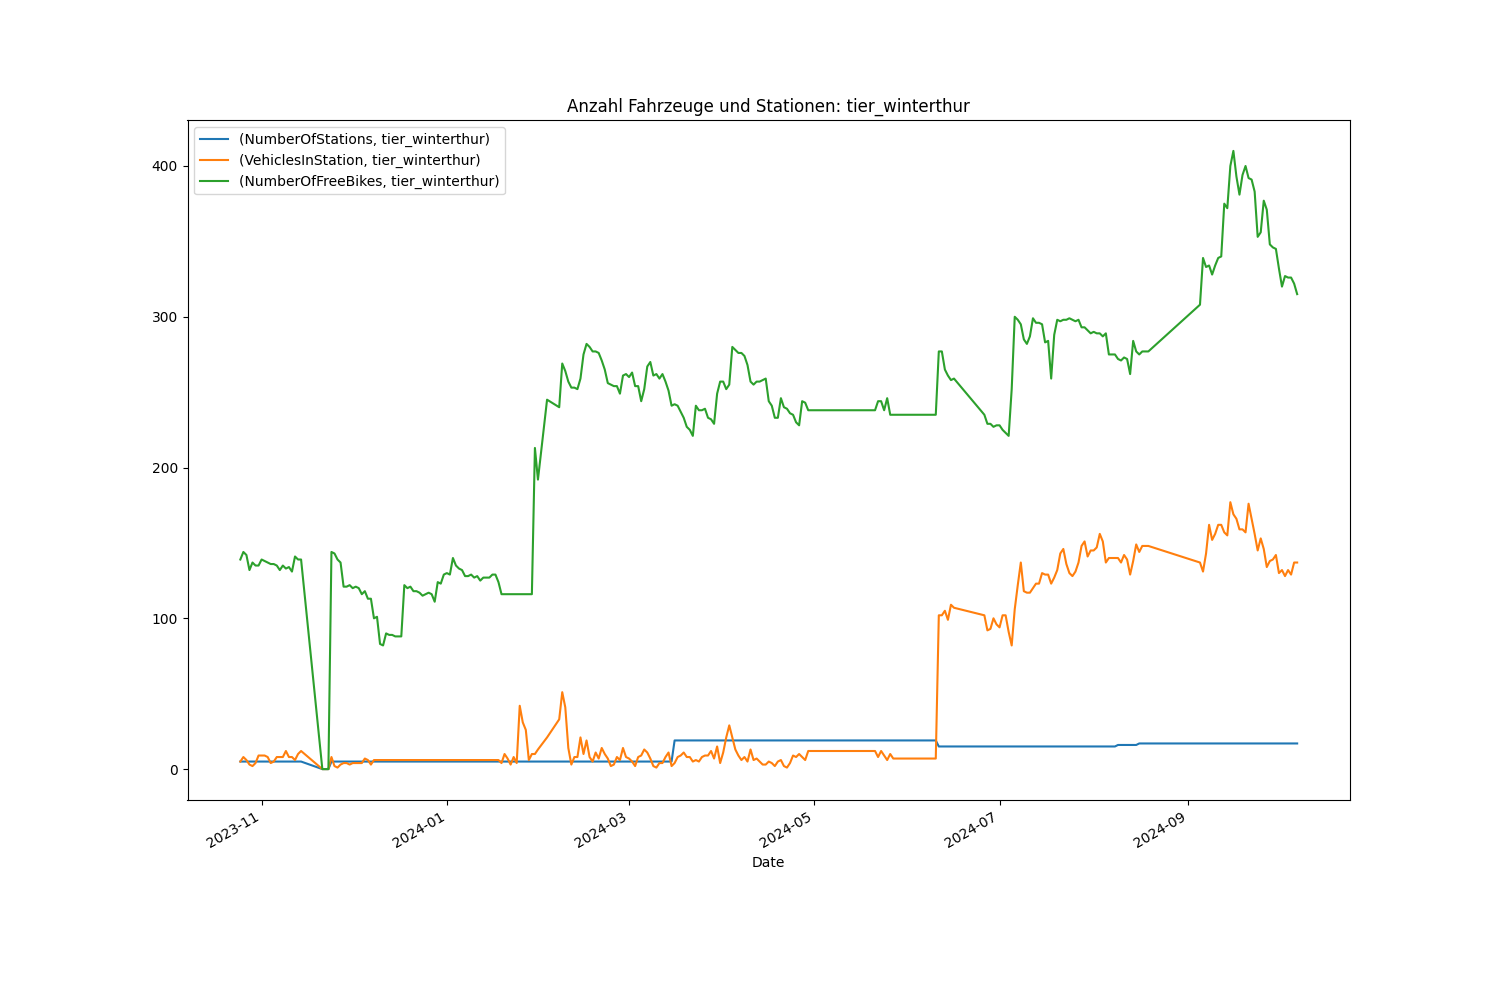 Anzahl Fahrzeuge und Stationen: tier_winterthur
(NumberOfStations, tier_winterthur)
(VehiclesInStation, tier_winterthur)
(NumberOfFreeBikes, tier_winterthur)
400
300
200
100
0
2023-11
2024-01
2024-03
2024-05
2024-07
2024-09
Date